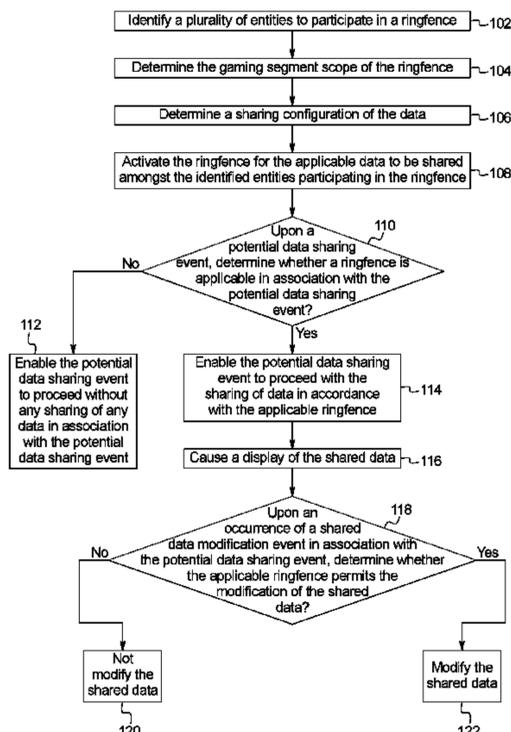 Identify a plurality of entities to participate in a ringfence
102
Determine the gaming segment scope of the ringfence
104
Determine a sharing configuration of the data
106
Activate the ringfence for the applicable data to be shared
amongst the identified entities participating in the ringfence
108
110
Upon a
potential data sharing
event, determine whether a ringfence is
applicable in association with the
potential data sharing
event?
No
Yes
112
Enable the potential
data sharing event
to proceed without
any sharing of any
data in association
with the potential
data sharing event
Enable the potential data sharing
event to proceed with the
sharing of data in accordance
with the applicable ringfence
114
Cause a display of the shared data
116
118
Upon an
occurrence of a shared
data modification event in association with
the potential data sharing event, determine whether
the applicable ringfence permits the
modification of the shared
data?
No
Yes
Not
modify the
shared data
Modify the
shared data
120
122